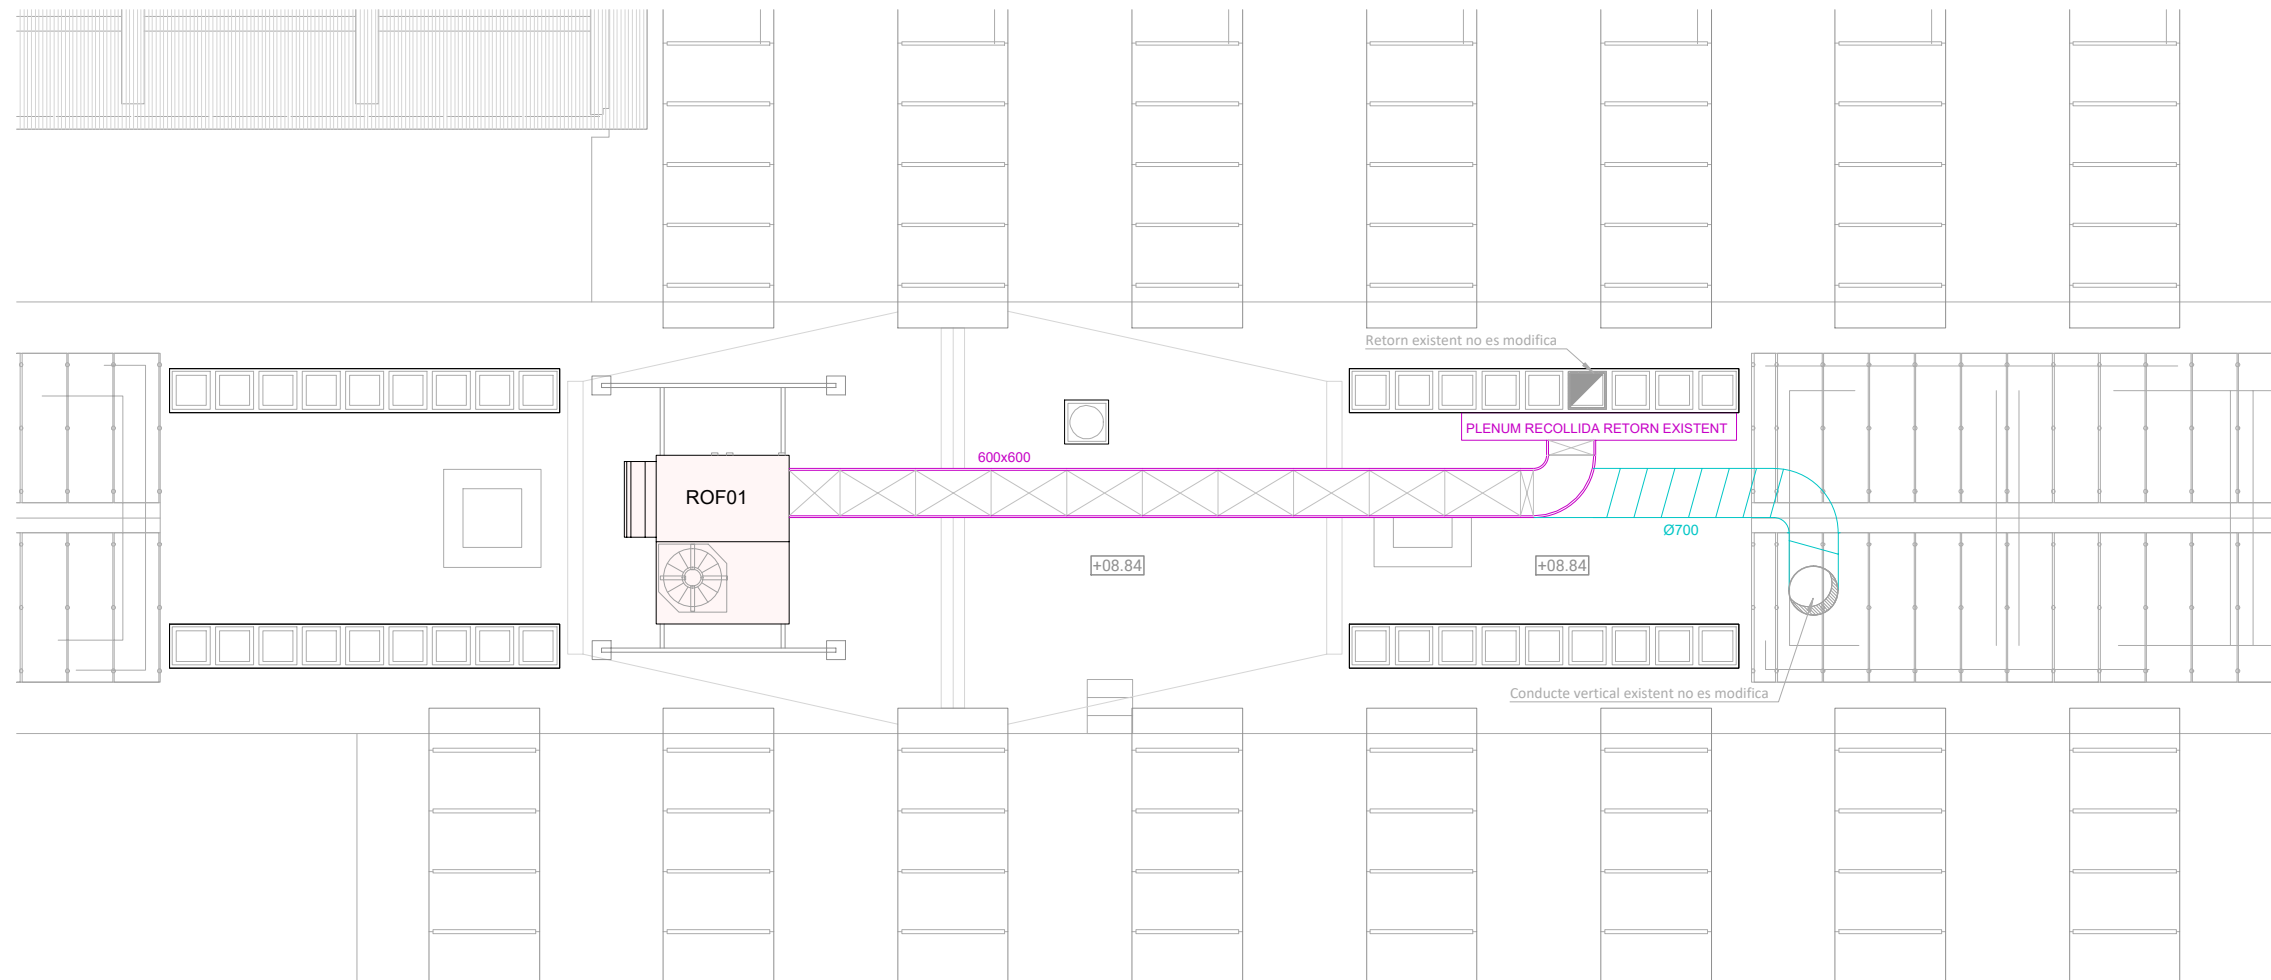 Retorn existent no es modifica
PLENUM RECOLLIDA RETORN EXISTENT
600x600
ROF01
Ø700
+08.84
+08.84
Conducte vertical existent no es modifica